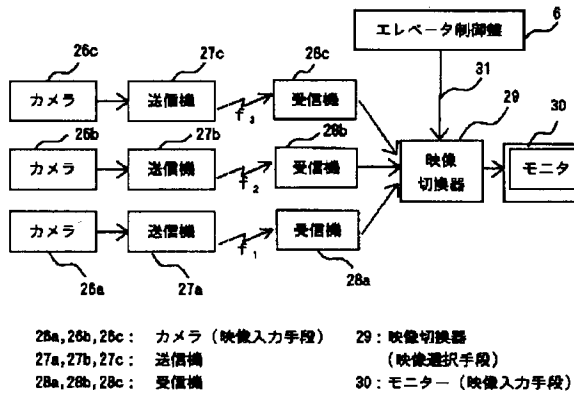 エレベータ制御盤
6
26c
27c
28c
31
29
30
カメラ
送信機
f3
受信機
26b
27b
f2
28b
カメラ
送信機
受信機
映像
切換器
モニタ
カメラ
送信機
f1
受信機
26a
27a
28a
26a,26b,26c： カメラ（映像入力手段）
27a,27b,27c： 送信機
28a,28b,28c： 受信機
29：映像切換器
（映像選択手段）
30：モニター（映像入力手段）